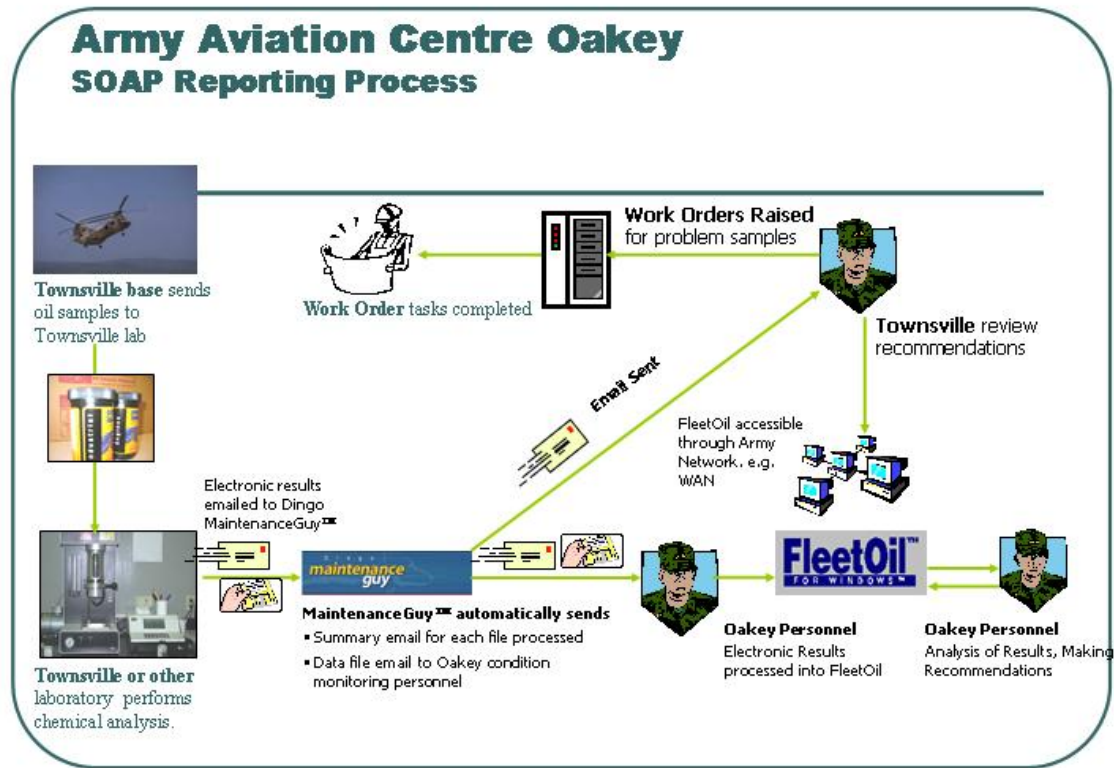 Army Aviation Centre Oakey
SOAP Reporting Process
Townsville base sends
oil samples to
Townsville lab
Work Order tasks completed
Work Orders Raised
for problem samples
Townsville review
recommendations
Email Sent
FleetOil accessible
through Army
Network. e.g.
WAN
Electronic results
emailed to Dingo
MaintenanceGuy™
Dingo
maintenance
guy
MaintenanceGuy™ automatically sends
▪ Summary email for each file processed
▪ Data file email to Oakey condition
monitoring personnel
FleetOil™
FOR WINDOWS™
Oakey Personnel
Electronic Results
processed into FleetOil
Oakey Personnel
Analysis of Results, Making
Recommendations
Townsville or other
laboratory performs
chemical analysis.